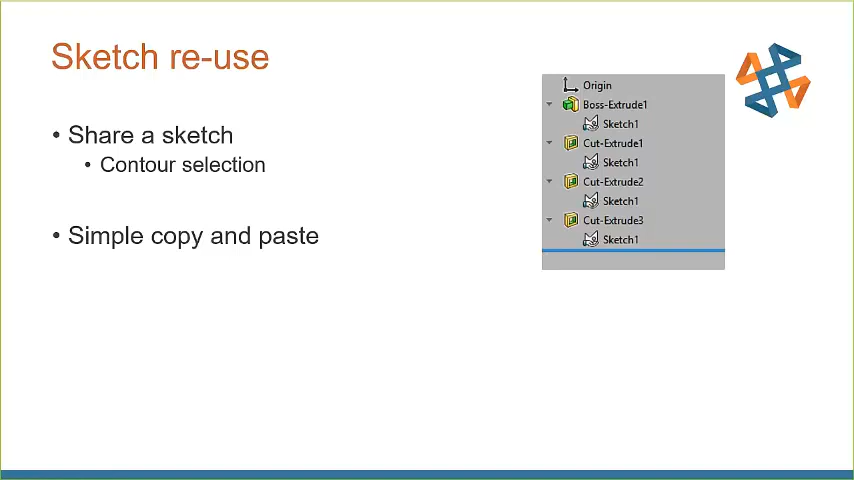 Sketch re-use
• Share a sketch
• Contour selection
• Simple copy and paste
Origin
Boss-Extrude1
Sketch1
Cut-Extrude1
Sketch1
Cut-Extrude2
Sketch1
Cut-Extrude3
Sketch1